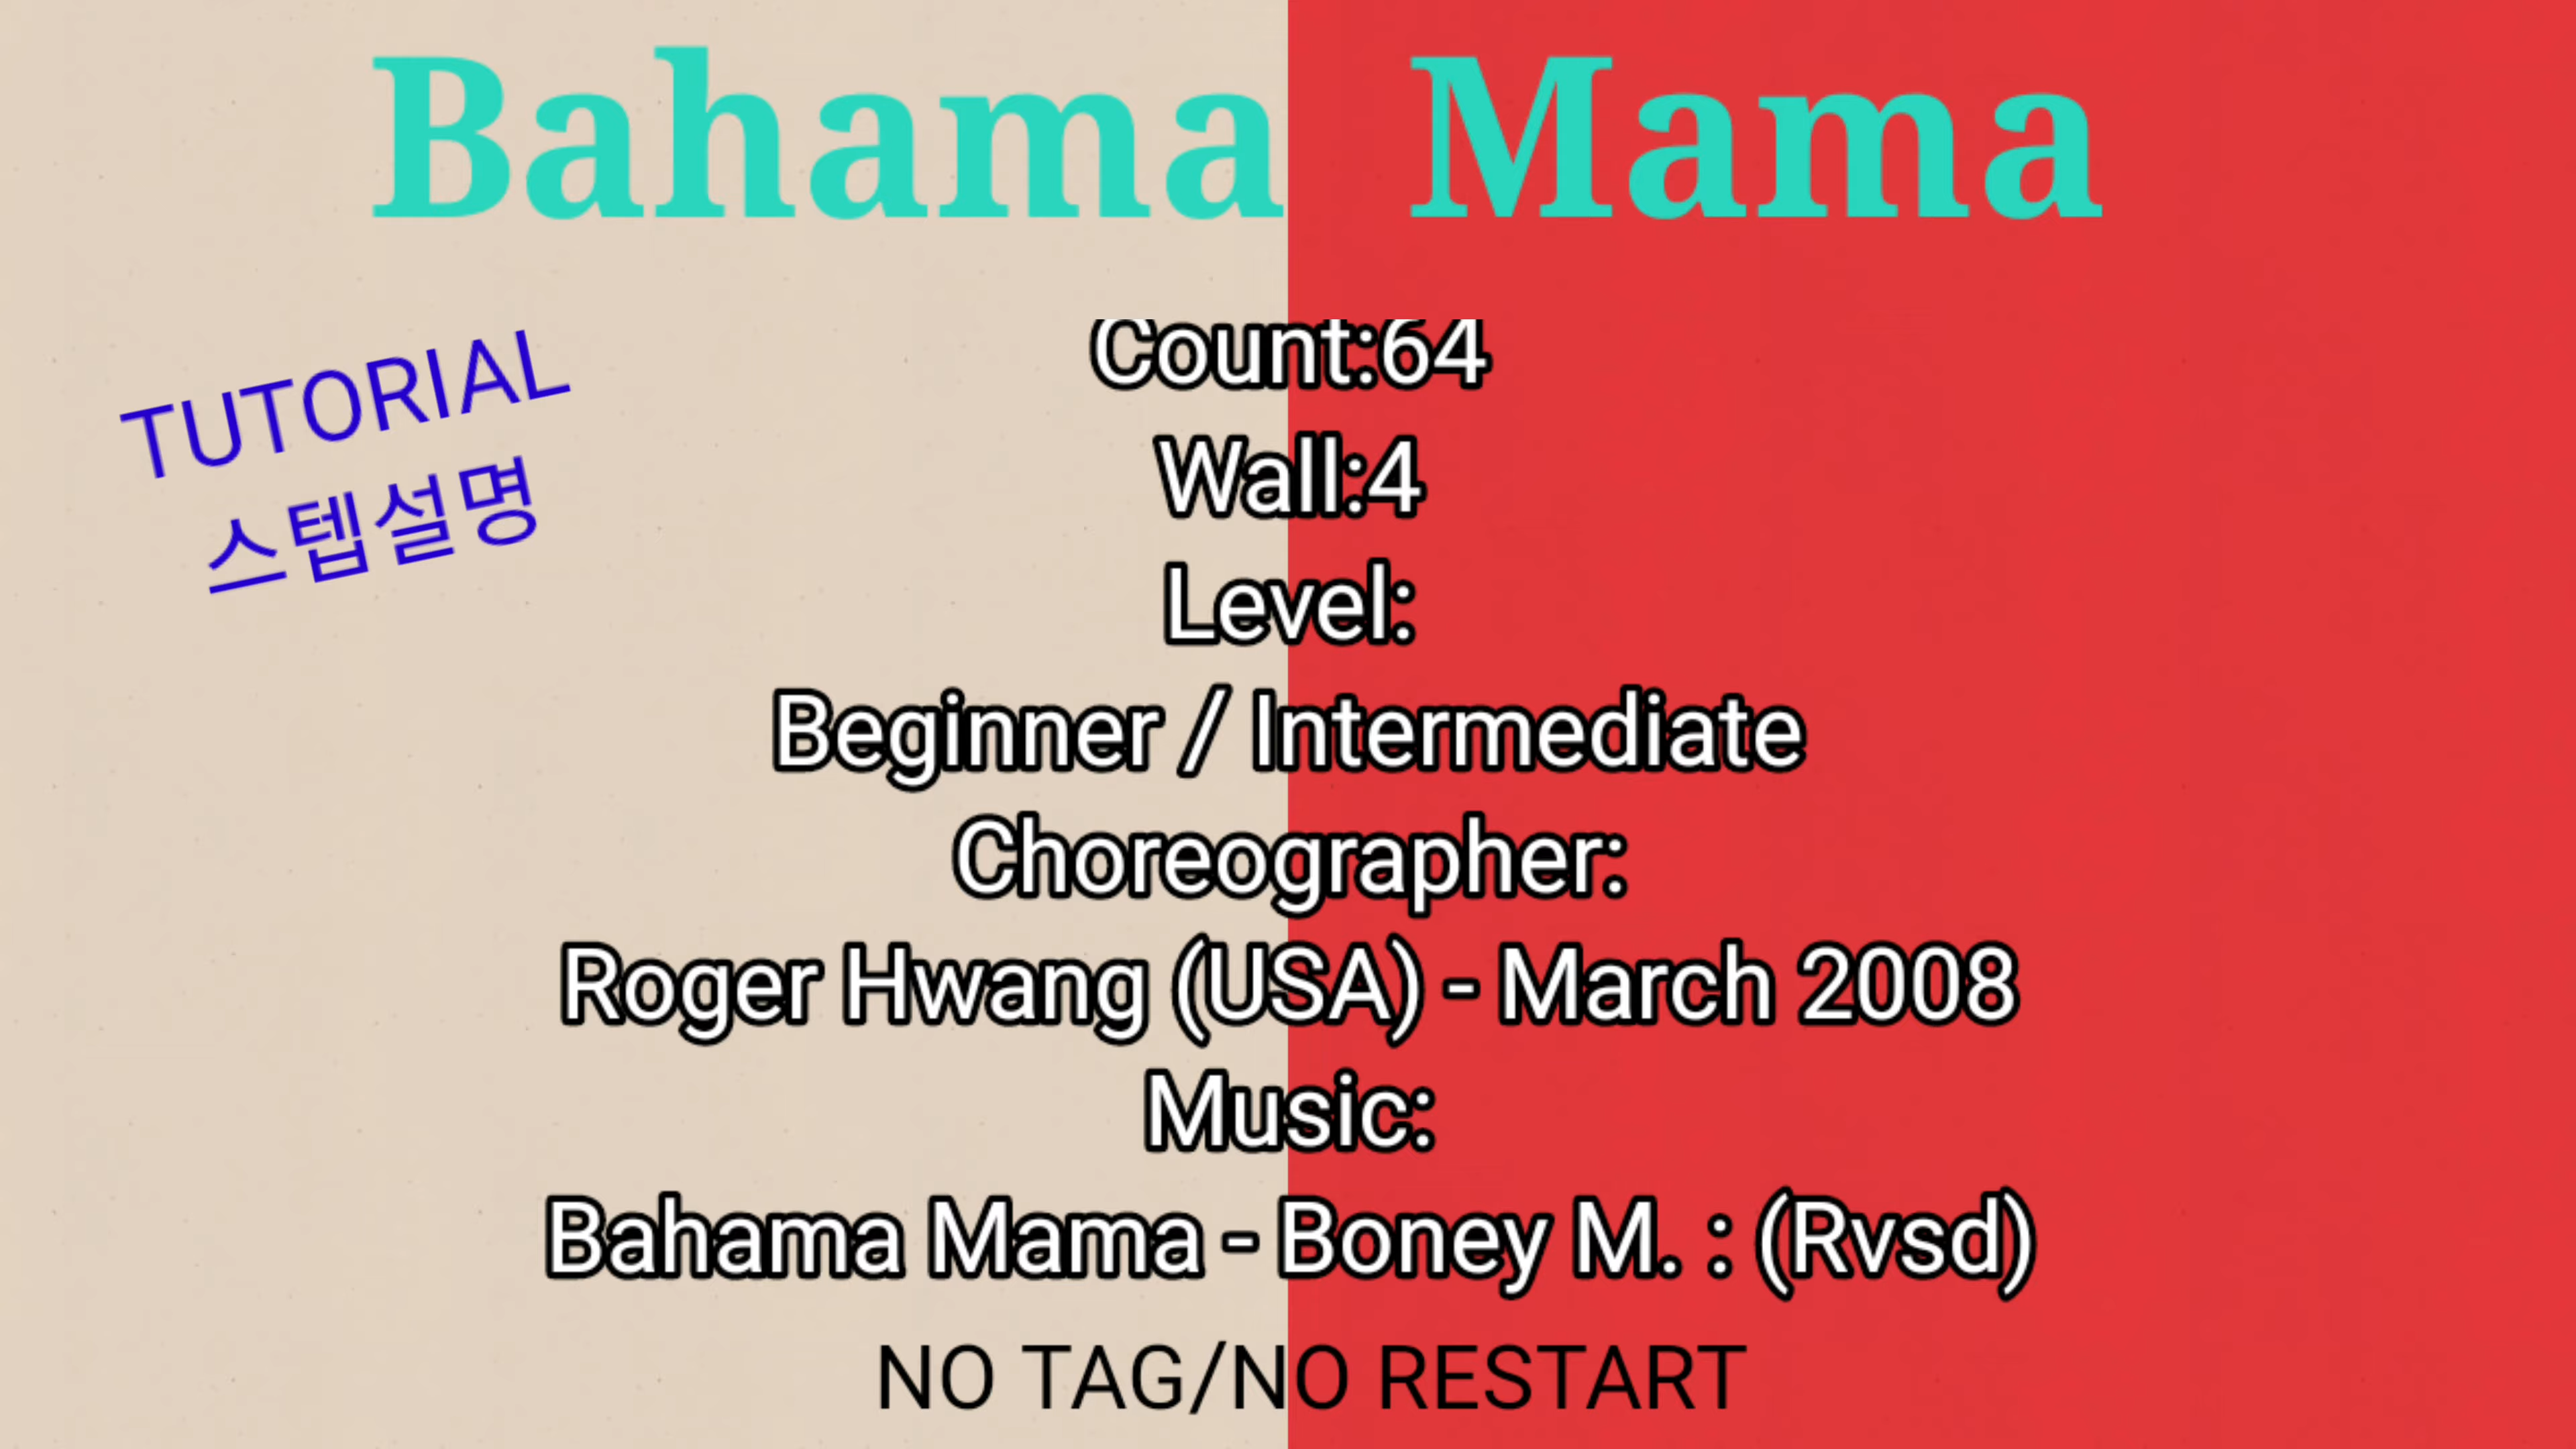 Bahama Mama
TUTORIAL
스텝설명
Count:64
Wall:4
Level:
Beginner / Intermediate
Choreographer:
Roger Hwang (USA) - March 2008
Music:
Bahama Mama - Boney M. : (Rvsd)
NO TAG/NO RESTART